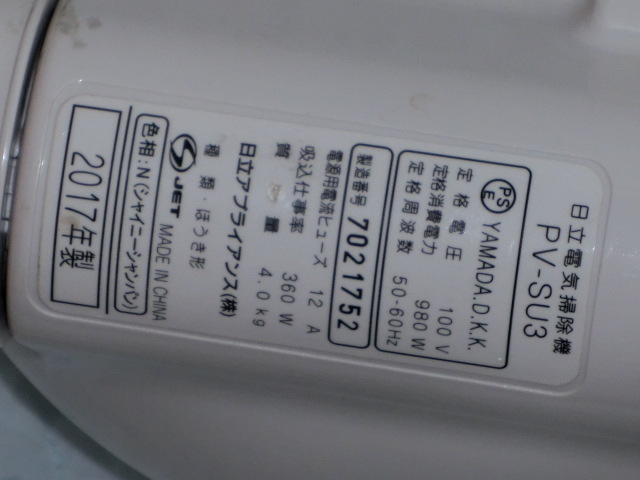 日立電気掃除機
PV-SU3
PS
E YAMADA.D.K.K.
定格電圧 100 V
定格消費電力 980 W
定格周波数 50-60Hz
製造番号 7021752
電源用電流ヒューズ 12 A
吸込仕事率 360 W
質量 4.0kg
日立アプライアンス(株)
種類・ほうき形
S JET MADE IN CHINA
色相:N(シャイニーシャンパン)
2017年製